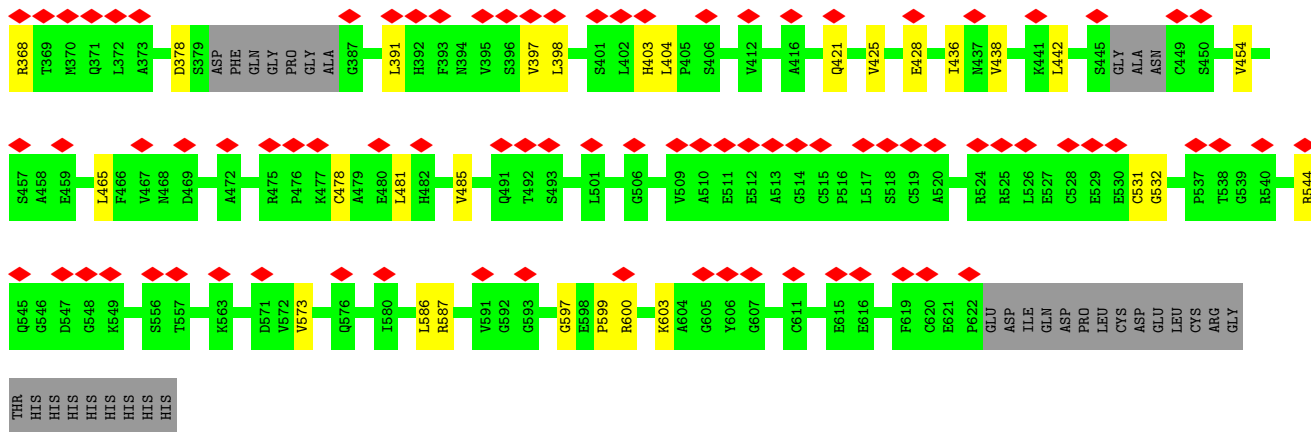 R368 T369 M370 Q371 L372 A373 D378 S379 ASP PHE GLN GLY PRO GLY ALA G387 L391 H392 F393 N394 V395 S396 V397 L398 S401 L402 H403 L404 P405 S406 V412 A416 Q421 V425 E428 I436 N437 V438 K441 L442 S445 GLY ALA ASN C449 S450 V454
S457 A458 E459 L465 F466 V467 N468 D469 A472 R475 P476 K477 C478 A479 E480 L481 H482 V485 Q491 T492 S493 L501 G506 V509 A510 E511 E512 A513 G514 C515 P516 L517 S518 C519 A520 R524 R525 L526 E527 C528 E529 E530 C531 G532 P537 T538 G539 R540 R544
Q545 G546 D547 G548 K549 S556 T557 K563 D571 V572 V573 Q576 I580 L586 R587 V591 G592 G593 G597 E598 P599 R600 K603 A604 G605 Y606 G607 C611 E615 E616 F619 C620 E621 P622 GLU ASP ILE GLN ASP PRO LEU CYS ASP GLU LEU CYS ARG GLY
THR HIS HIS HIS HIS HIS HIS HIS HIS